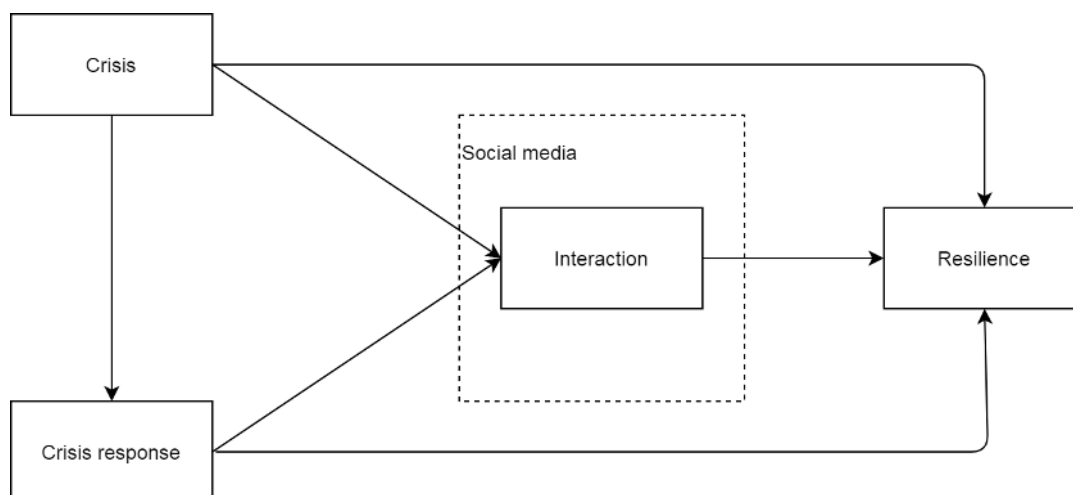 Crisis
Social media
Interaction
Resilience
Crisis response